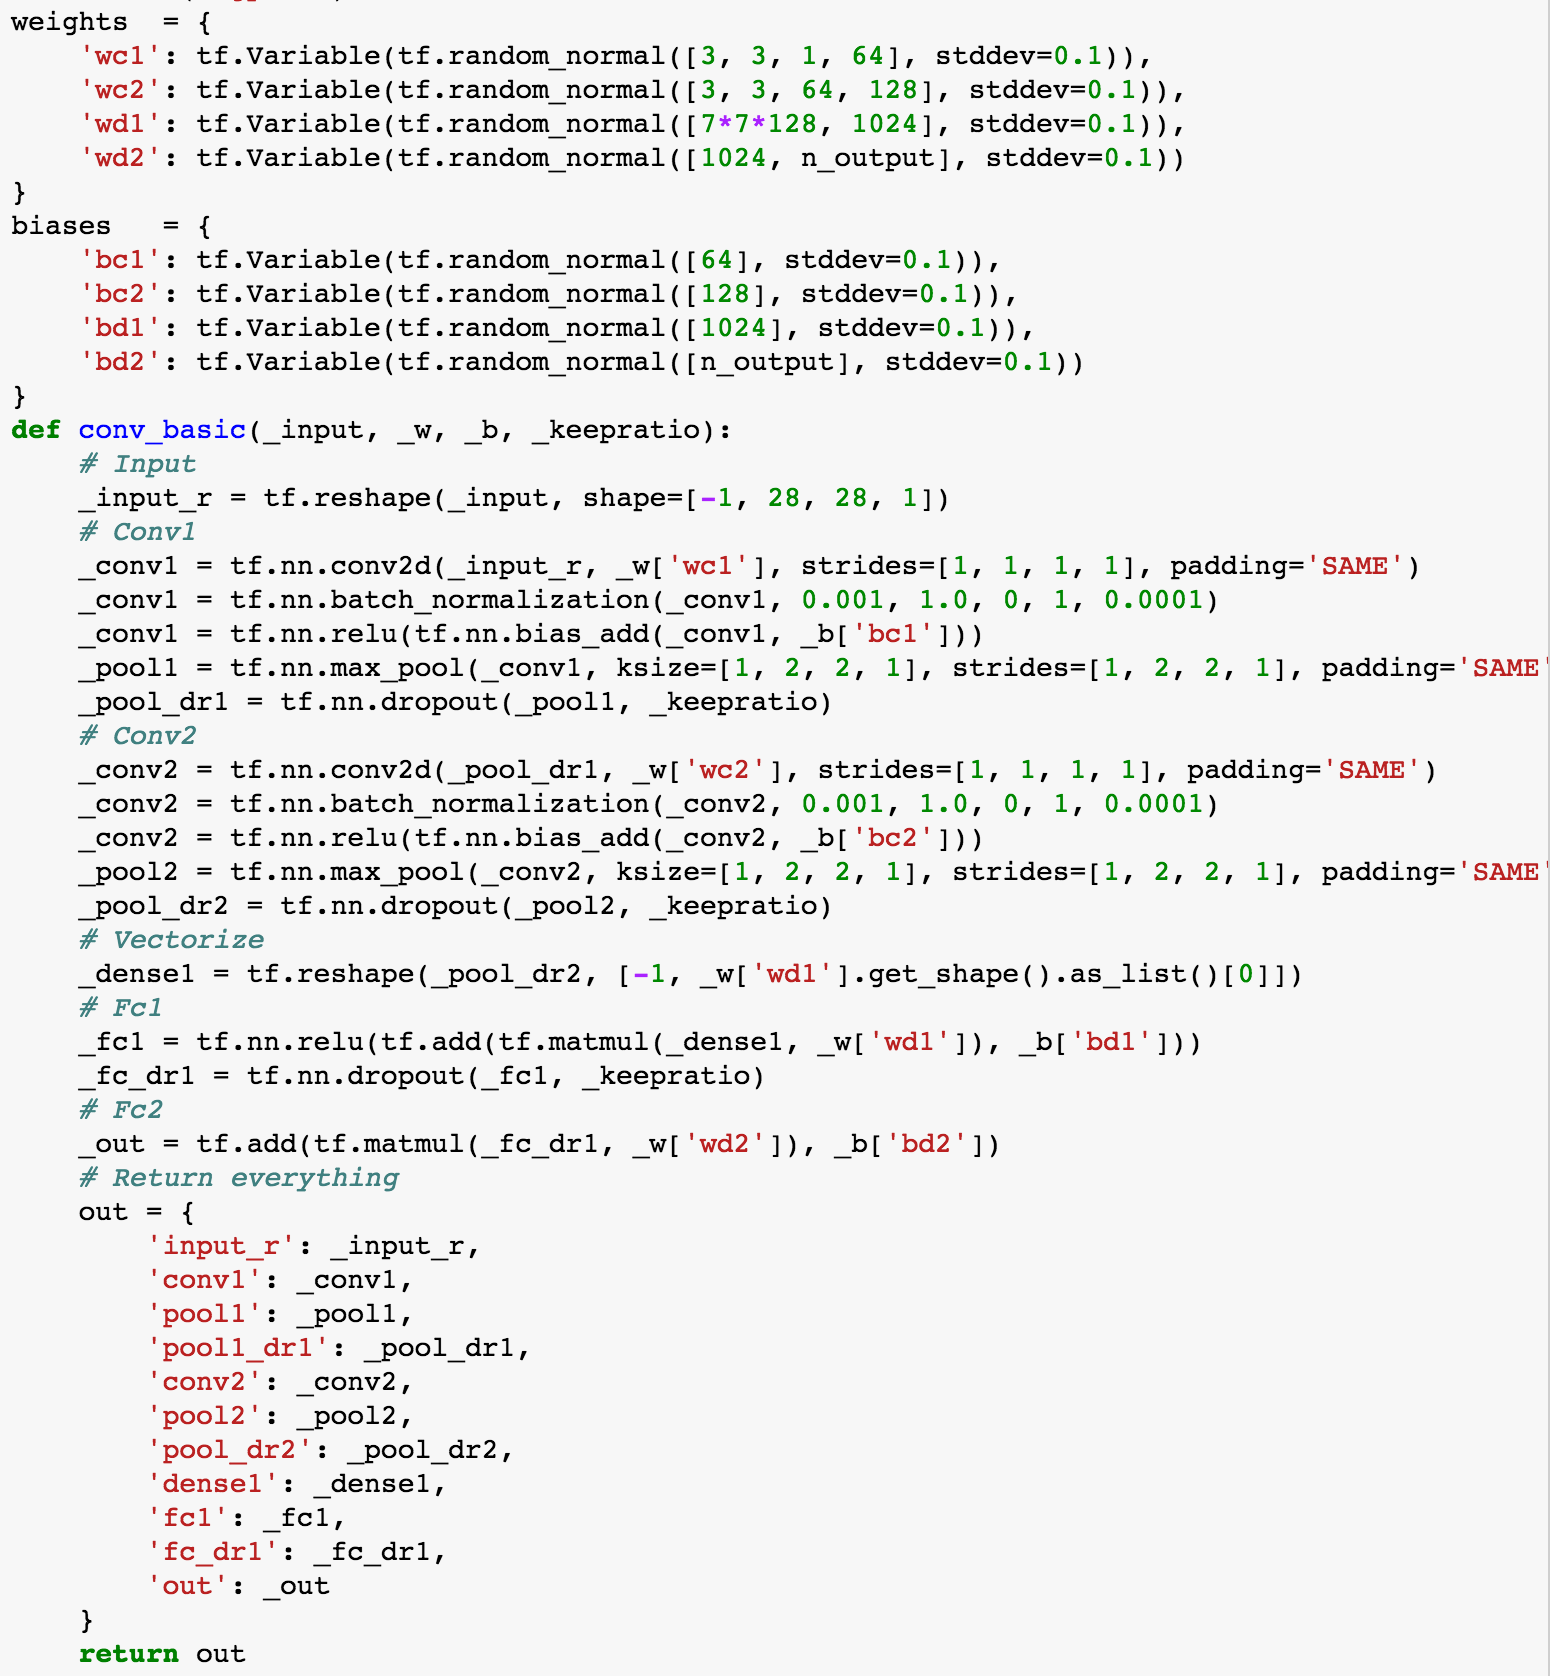 weights  = {
    'wc1': tf.Variable(tf.random_normal([3, 3, 1, 64], stddev=0.1)),
    'wc2': tf.Variable(tf.random_normal([3, 3, 64, 128], stddev=0.1)),
    'wd1': tf.Variable(tf.random_normal([7*7*128, 1024], stddev=0.1)),
    'wd2': tf.Variable(tf.random_normal([1024, n_output], stddev=0.1))
}
biases   = {
    'bc1': tf.Variable(tf.random_normal([64], stddev=0.1)),
    'bc2': tf.Variable(tf.random_normal([128], stddev=0.1)),
    'bd1': tf.Variable(tf.random_normal([1024], stddev=0.1)),
    'bd2': tf.Variable(tf.random_normal([n_output], stddev=0.1))
}
def conv_basic(_input, _w, _b, _keepratio):
    # Input
    _input_r = tf.reshape(_input, shape=[-1, 28, 28, 1])
    # Conv1
    _conv1 = tf.nn.conv2d(_input_r, _w['wc1'], strides=[1, 1, 1, 1], padding='SAME')
    _conv1 = tf.nn.batch_normalization(_conv1, 0.001, 1.0, 0, 1, 0.0001)
    _conv1 = tf.nn.relu(tf.nn.bias_add(_conv1, _b['bc1']))
    _pool1 = tf.nn.max_pool(_conv1, ksize=[1, 2, 2, 1], strides=[1, 2, 2, 1], padding='SAME'
    _pool_dr1 = tf.nn.dropout(_pool1, _keepratio)
    # Conv2
    _conv2 = tf.nn.conv2d(_pool_dr1, _w['wc2'], strides=[1, 1, 1, 1], padding='SAME')
    _conv2 = tf.nn.batch_normalization(_conv2, 0.001, 1.0, 0, 1, 0.0001)
    _conv2 = tf.nn.relu(tf.nn.bias_add(_conv2, _b['bc2']))
    _pool2 = tf.nn.max_pool(_conv2, ksize=[1, 2, 2, 1], strides=[1, 2, 2, 1], padding='SAME'
    _pool_dr2 = tf.nn.dropout(_pool2, _keepratio)
    # Vectorize
    _dense1 = tf.reshape(_pool_dr2, [-1, _w['wd1'].get_shape().as_list()[0]])
    # Fc1
    _fc1 = tf.nn.relu(tf.add(tf.matmul(_dense1, _w['wd1']), _b['bd1']))
    _fc_dr1 = tf.nn.dropout(_fc1, _keepratio)
    # Fc2
    _out = tf.add(tf.matmul(_fc_dr1, _w['wd2']), _b['bd2'])
    # Return everything
    out = {
        'input_r': _input_r,
        'conv1': _conv1,
        'pool1': _pool1,
        'pool1_dr1': _pool_dr1,
        'conv2': _conv2,
        'pool2': _pool2,
        'pool_dr2': _pool_dr2,
        'dense1': _dense1,
        'fc1': _fc1,
        'fc_dr1': _fc_dr1,
        'out': _out
    }
    return out